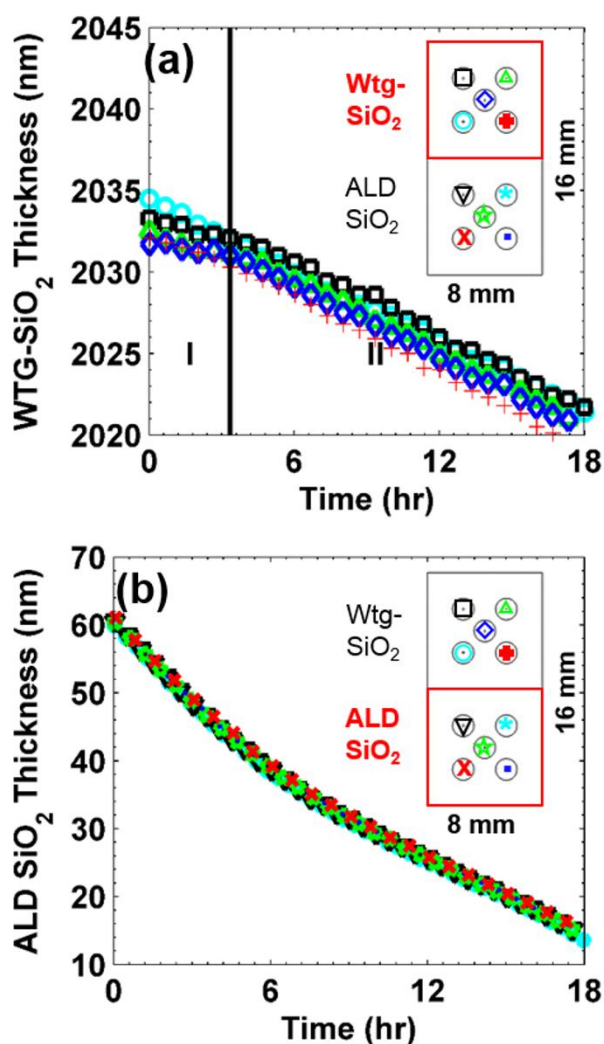 2045
2040
2035
2030
2025
2020
WTG-SiO₂ Thickness (nm)
(a)
Wtg-
SiO₂
ALD
SiO₂
16 mm
8 mm
I
II
0
6
12
18
Time (hr)
70
60
50
40
30
20
10
ALD SiO₂ Thickness (nm)
(b)
Wtg-
SiO₂
ALD
SiO₂
16 mm
8 mm
0
6
12
18
Time (hr)